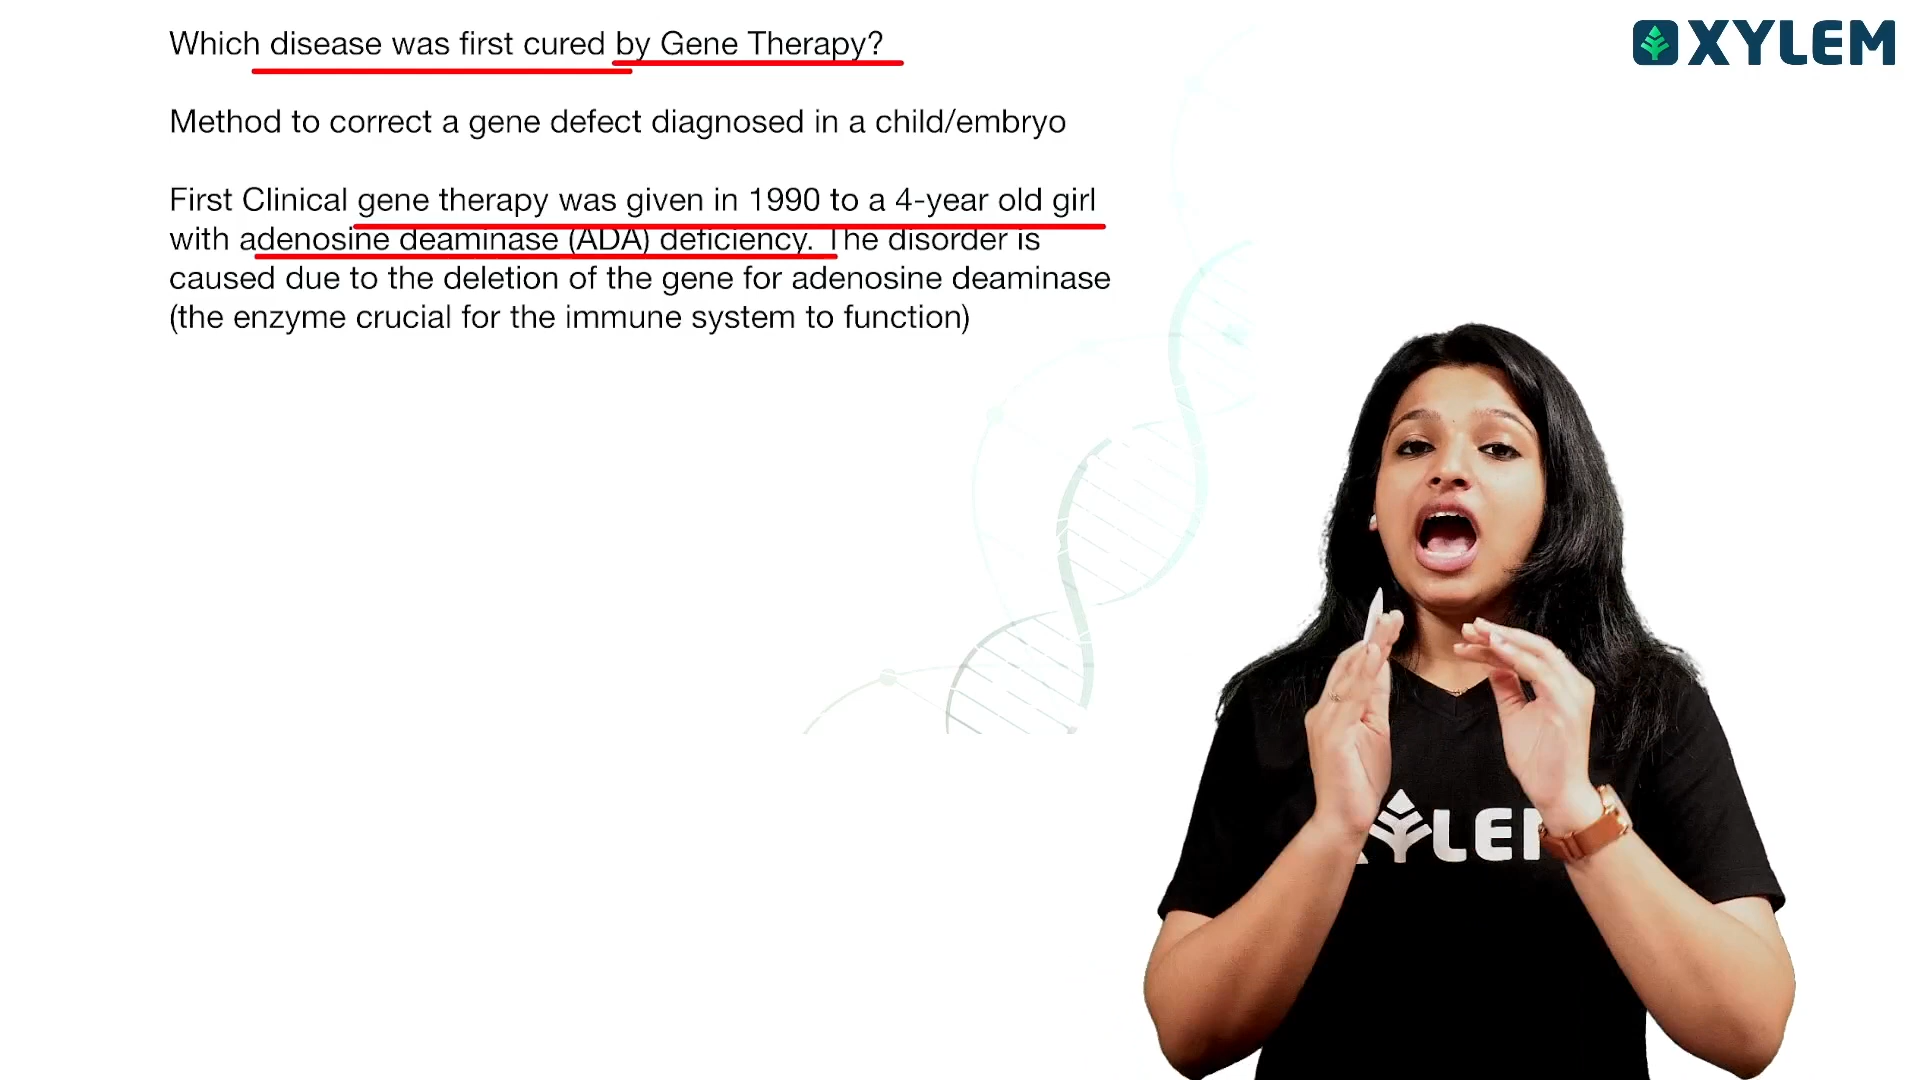 Which disease was first cured by Gene Therapy?
XYLEM
Method to correct a gene defect diagnosed in a child/embryo
First Clinical gene therapy was given in 1990 to a 4-year old girl
with adenosine deaminase (ADA) deficiency. The disorder is
caused due to the deletion of the gene for adenosine deaminase
(the enzyme crucial for the immune system to function)
XYLEM